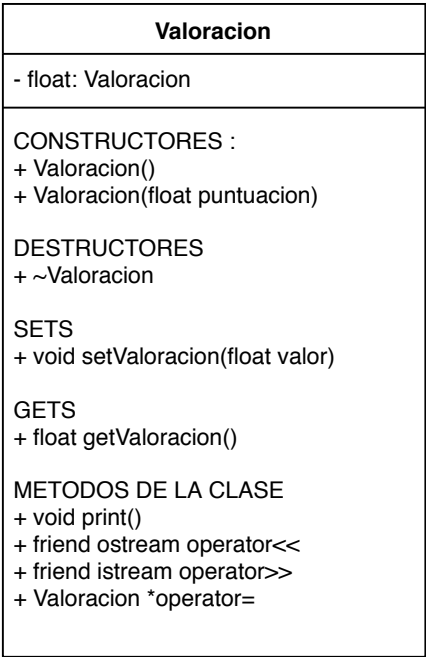 Valoracion
- float: Valoracion
CONSTRUCTORES :
+ Valoracion()
+ Valoracion(float puntuacion)
DESTRUCTORES
+ ~Valoracion
SETS
+ void setValoracion(float valor)
GETS
+ float getValoracion()
METODOS DE LA CLASE
+ void print()
+ friend ostream operator<<
+ friend istream operator>>
+ Valoracion *operator=